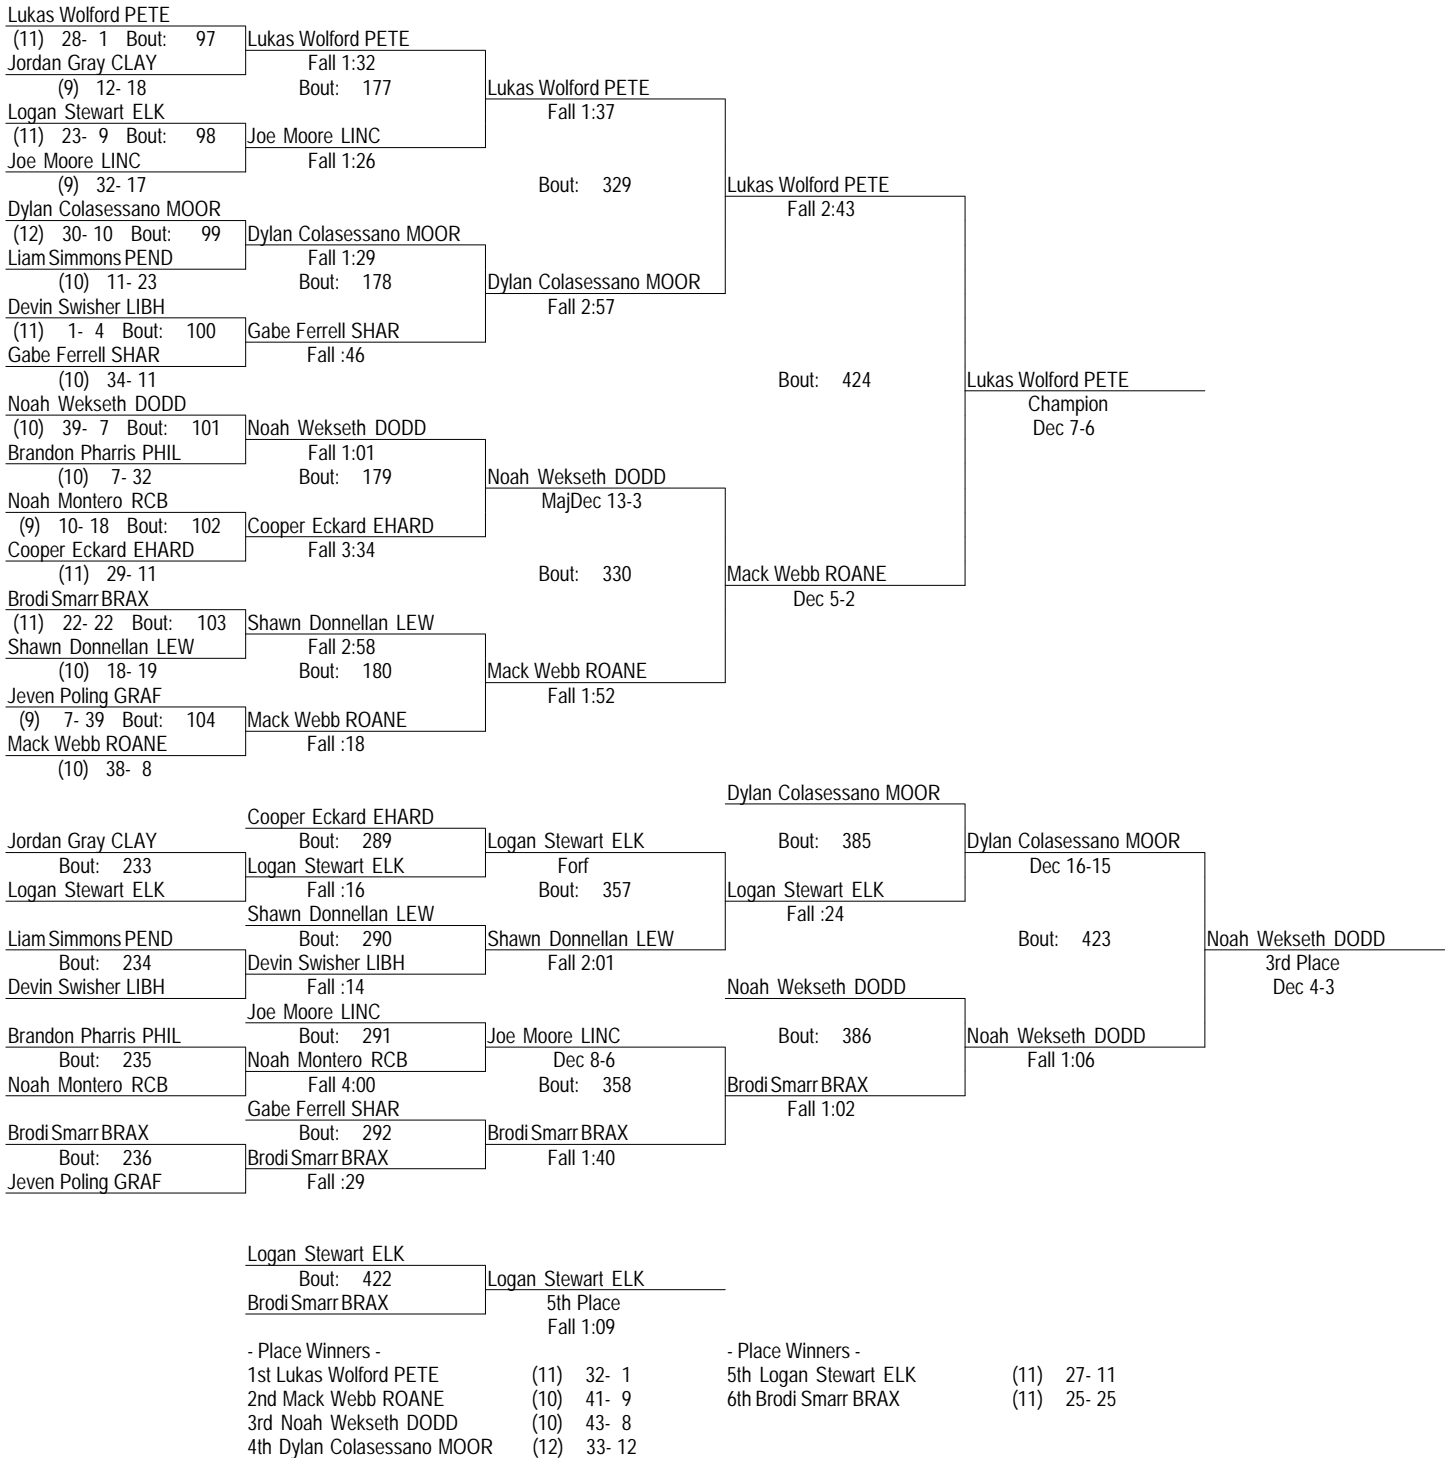 Lukas Wolford PETE
(11) 28- 1 Bout: 97 Lukas Wolford PETE
Jordan Gray CLAY Fall 1:32
(9) 12- 18 Bout: 177 Lukas Wolford PETE
Logan Stewart ELK Fall 1:37
(11) 23- 9 Bout: 98 Joe Moore LINC
Joe Moore LINC Fall 1:26
(9) 32- 17 Bout: 329 Lukas Wolford PETE
Dylan Colasessano MOOR Fall 2:43
(12) 30- 10 Bout: 99 Dylan Colasessano MOOR
Liam Simmons PEND Fall 1:29
(10) 11- 23 Bout: 178 Dylan Colasessano MOOR
Devin Swisher LIBH Fall 2:57
(11) 1- 4 Bout: 100 Gabe Ferrell SHAR
Gabe Ferrell SHAR Fall :46
(10) 34- 11 Bout: 424 Lukas Wolford PETE
Noah Wekseth DODD Champion
(10) 39- 7 Bout: 101 Noah Wekseth DODD Dec 7-6
Brandon Pharris PHIL Fall 1:01
(10) 7- 32 Bout: 179 Noah Wekseth DODD
Noah Montero RCB MajDec 13-3
(9) 10- 18 Bout: 102 Cooper Eckard EHARD
Cooper Eckard EHARD Fall 3:34
(11) 29- 11 Bout: 330 Mack Webb ROANE
Brodi Smarr BRAX Dec 5-2
(11) 22- 22 Bout: 103 Shawn Donnellan LEW
Shawn Donnellan LEW Fall 2:58
(10) 18- 19 Bout: 180 Mack Webb ROANE
Jeven Poling GRAF Fall 1:52
(9) 7- 39 Bout: 104 Mack Webb ROANE
Mack Webb ROANE Fall :18
(10) 38- 8
Dylan Colasessano MOOR
Cooper Eckard EHARD
Jordan Gray CLAY Bout: 289 Logan Stewart ELK Bout: 385 Dylan Colasessano MOOR
Bout: 233 Logan Stewart ELK Forf Dec 16-15
Logan Stewart ELK Fall :16 Bout: 357 Logan Stewart ELK
Shawn Donnellan LEW Fall :24
Liam Simmons PEND Bout: 290 Shawn Donnellan LEW Bout: 423 Noah Wekseth DODD
Bout: 234 Devin Swisher LIBH Fall 2:01 3rd Place
Devin Swisher LIBH Fall :14 Noah Wekseth DODD Dec 4-3
Joe Moore LINC
Brandon Pharris PHIL Bout: 291 Joe Moore LINC Bout: 386 Noah Wekseth DODD
Bout: 235 Noah Montero RCB Dec 8-6 Fall 1:06
Noah Montero RCB Fall 4:00 Bout: 358 Brodi Smarr BRAX
Gabe Ferrell SHAR Fall 1:02
Brodi Smarr BRAX Bout: 292 Brodi Smarr BRAX
Bout: 236 Brodi Smarr BRAX Fall 1:40
Jeven Poling GRAF Fall :29
Logan Stewart ELK
Bout: 422 Logan Stewart ELK
Brodi Smarr BRAX 5th Place
Fall 1:09
- Place Winners - - Place Winners -
1st Lukas Wolford PETE (11) 32- 1 5th Logan Stewart ELK (11) 27- 11
2nd Mack Webb ROANE (10) 41- 9 6th Brodi Smarr BRAX (11) 25- 25
3rd Noah Wekseth DODD (10) 43- 8
4th Dylan Colasessano MOOR (12) 33- 12